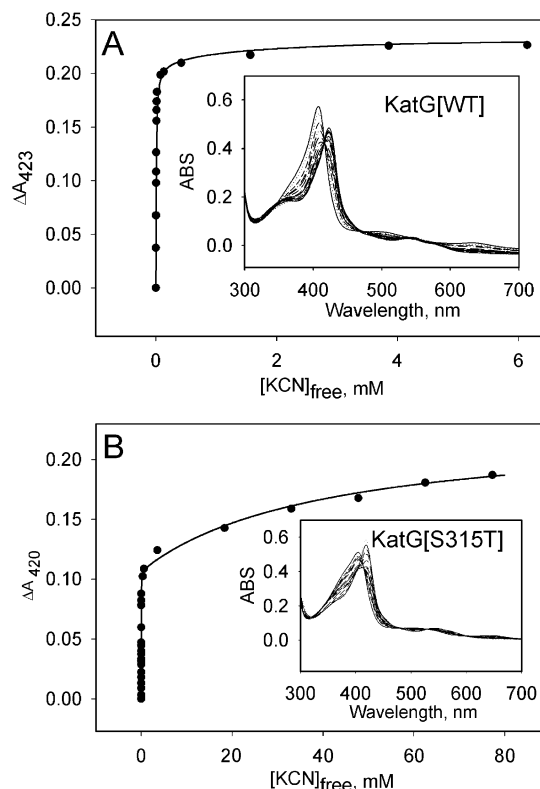 A
0.25
0.20
0.15
0.10
0.05
0.00
ΔA423
0 2 4 6
[KCN]free, mM
KatG[WT]
0.6
0.4
0.2
0.0
ABS
300 400 500 600 700
Wavelength, nm
B
0.20
0.15
0.10
0.05
0.00
ΔA 420
0 20 40 60 80
[KCN]free, mM
KatG[S315T]
0.6
0.4
0.2
0.0
ABS
300 400 500 600 700
Wavelength, nm